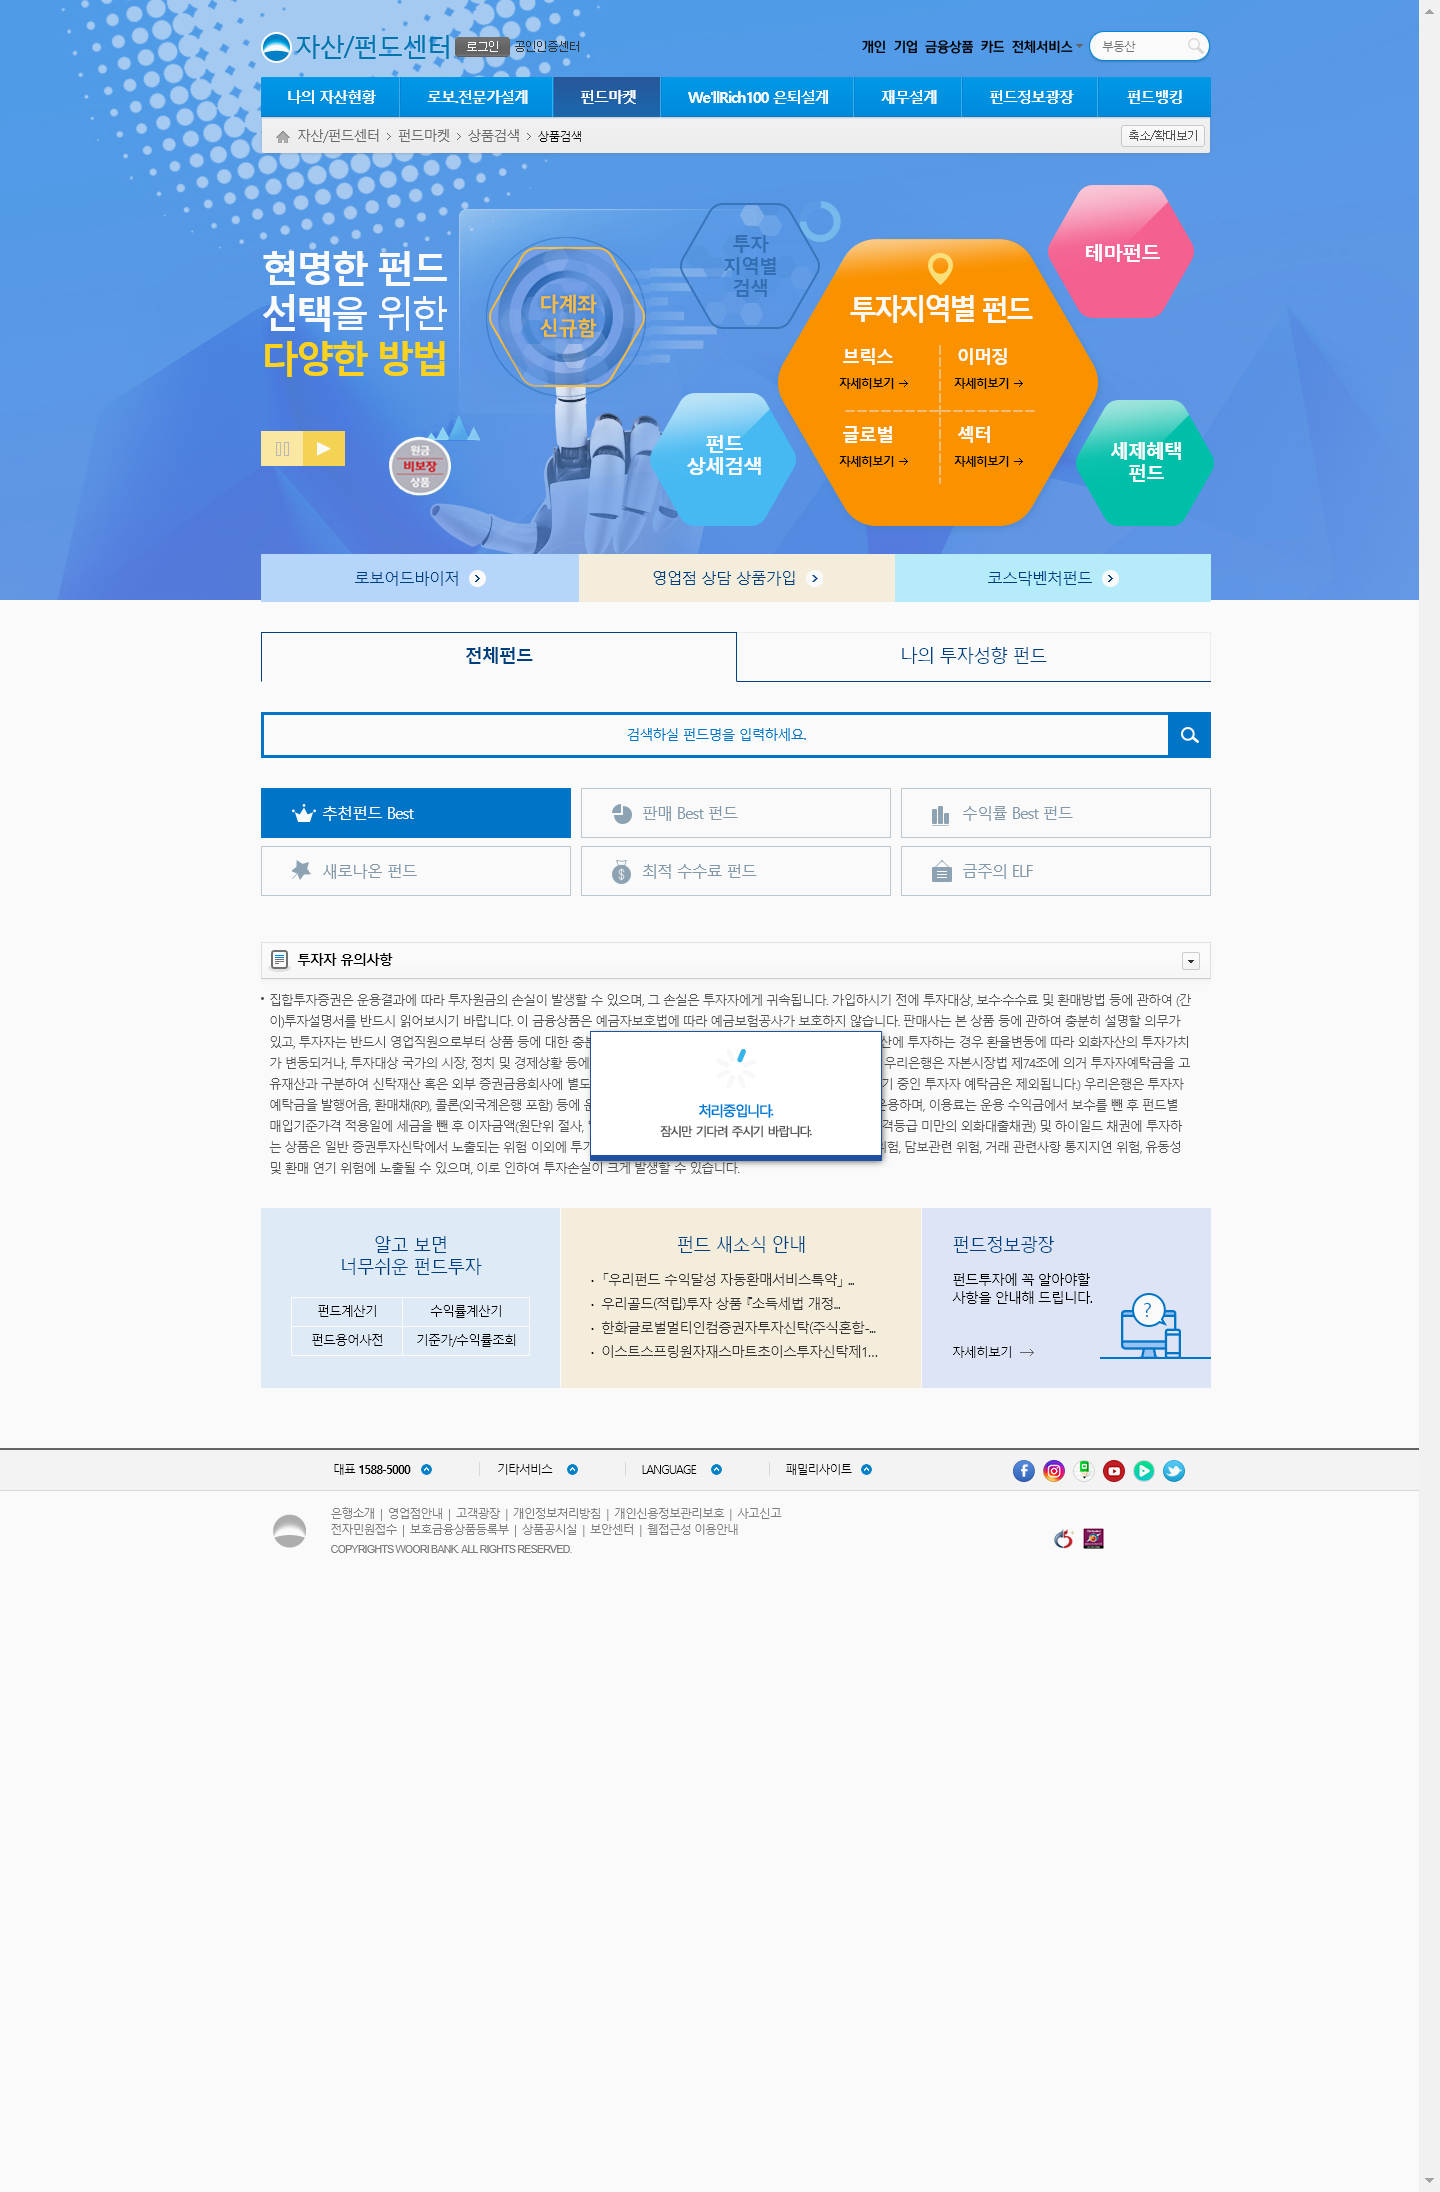 자산/펀드센터 로그인 공인인증센터
개인 기업 금융상품 카드 전체서비스 부동산
나의 자산현황 로보.전문가설계 펀드마켓 We'llRich100 은퇴설계 재무설계 펀드정보광장 펀드뱅킹
자산/펀드센터 > 펀드마켓 > 상품검색 > 상품검색 축소/확대보기
현명한 펀드
선택을 위한
다양한 방법
다계좌
신규함
투자
지역별
검색
테마펀드
투자지역별 펀드
브릭스 이머징
자세히보기 → 자세히보기 →
글로벌 섹터
자세히보기 → 자세히보기 →
펀드
상세검색
세제혜택
펀드
원금
비보장
상품
로보어드바이저 영업점 상담 상품가입 코스닥벤처펀드
전체펀드 나의 투자성향 펀드
검색하실 펀드명을 입력하세요.
추천펀드 Best 판매 Best 펀드 수익률 Best 펀드
새로나온 펀드 최적 수수료 펀드 금주의 ELF
투자자 유의사항
집합투자증권은 운용결과에 따라 투자원금의 손실이 발생할 수 있으며, 그 손실은 투자자에게 귀속됩니다. 가입하시기 전에 투자대상, 보수·수수료 및 환매방법 등에 관하여 (간
이)투자설명서를 반드시 읽어보시기 바랍니다. 이 금융상품은 예금자보호법에 따라 예금보험공사가 보호하지 않습니다. 판매사는 본 상품 등에 관하여 충분히 설명할 의무가
있고, 투자자는 반드시 영업직원으로부터 상품 등에 대한 충분 산에 투자하는 경우 환율변동에 따라 외화자산의 투자가치
가 변동되거나, 투자대상 국가의 시장, 정치 및 경제상황 등에 우리은행은 자본시장법 제74조에 의거 투자자예탁금을 고
유재산과 구분하여 신탁재산 혹은 외부 증권금융회사에 별도 기 중인 투자자 예탁금은 제외됩니다.) 우리은행은 투자자
예탁금을 발행어음, 환매채(RP), 콜론(외국계은행 포함) 등에 운 운용하며, 이용료는 운용 수익금에서 보수를 뺀 후 펀드별
매입기준가격 적용일에 세금을 뺀 후 이자금액(원단위 절사, 격등급 미만의 외화대출채권) 및 하이일드 채권에 투자하
는 상품은 일반 증권투자신탁에서 노출되는 위험 이외에 투기 위험, 담보관련 위험, 거래 관련사항 통지지연 위험, 유동성
및 환매 연기 위험에 노출될 수 있으며, 이로 인하여 투자손실이 크게 발생할 수 있습니다.
처리중입니다.
잠시만 기다려 주시기 바랍니다.
알고 보면
너무쉬운 펀드투자
펀드계산기 수익률계산기
펀드용어사전 기준가/수익률조회
펀드 새소식 안내
· 「우리펀드 수익달성 자동환매서비스특약」 ...
· 우리골드(적립)투자 상품 『소득세법 개정...
· 한화글로벌멀티인컴증권자투자신탁(주식혼합-...
· 이스트스프링원자재스마트초이스투자신탁제1...
펀드정보광장
펀드투자에 꼭 알아야할
사항을 안내해 드립니다.
자세히보기 →
?
대표 1588-5000 기타서비스 LANGUAGE 패밀리사이트
은행소개 | 영업점안내 | 고객광장 | 개인정보처리방침 | 개인신용정보관리보호 | 사고신고
전자민원접수 | 보호금융상품등록부 | 상품공시실 | 보안센터 | 웹접근성 이용안내
COPYRIGHTS WOORI BANK. ALL RIGHTS RESERVED.